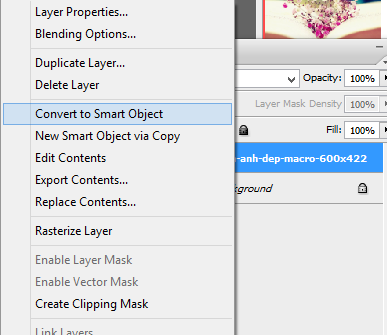 Layer Properties...
Blending Options...
Duplicate Layer...
Delete Layer
Convert to Smart Object
New Smart Object via Copy
Edit Contents
Export Contents...
Replace Contents...
Rasterize Layer
Enable Layer Mask
Enable Vector Mask
Create Clipping Mask
Link Layers
Opacity: 100%
Layer Mask Density 100%
Fill: 100%
-anh-dep-macro-600x422